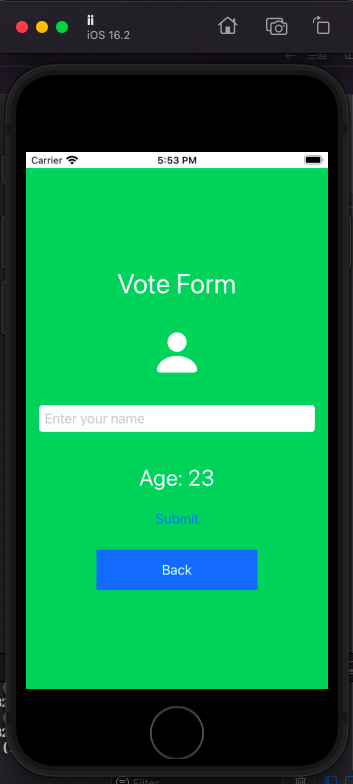 ii
iOS 16.2
Carrier
5:53 PM
Vote Form
Enter your name
Age: 23
Submit
Back
Filter